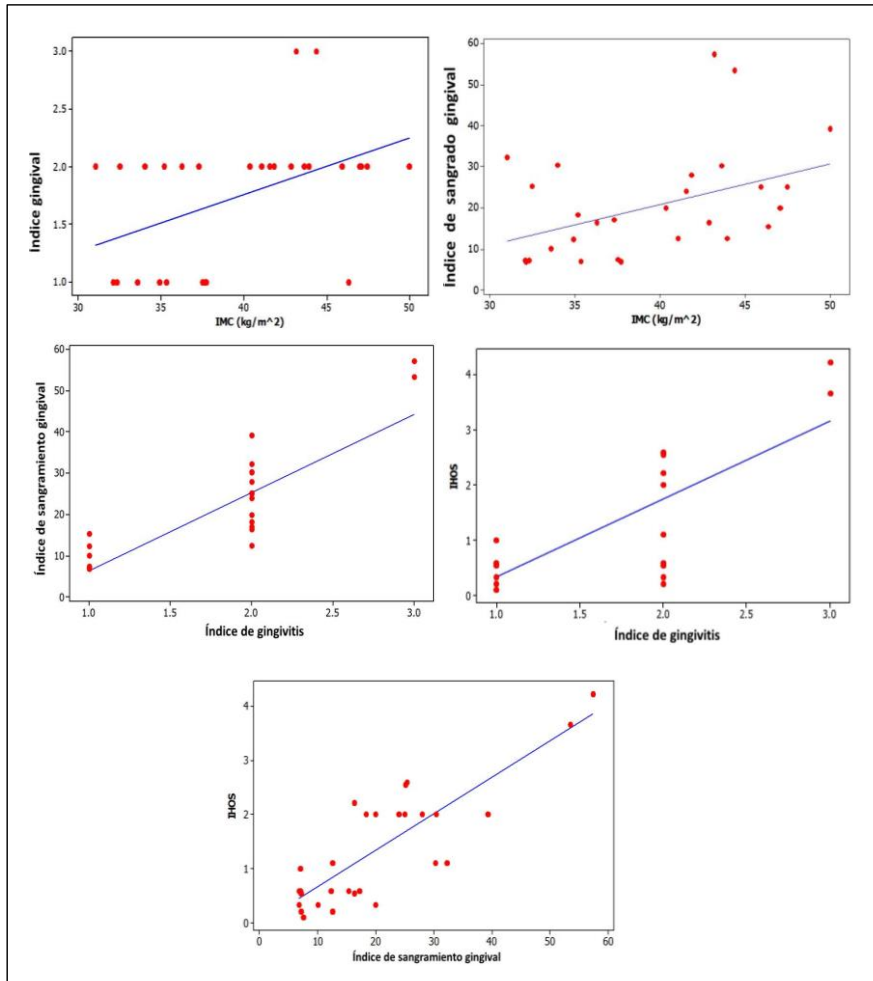 Indice gingival
3.0
2.5
2.0
1.5
1.0
30 35 40 45 50
IMC (kg/m^2)
Índice de sangrado gingival
60
50
40
30
20
10
0
30 35 40 45 50
IMC (kg/m^2)
Índice de sangramiento gingival
60
50
40
30
20
10
0
1.0 1.5 2.0 2.5 3.0
Índice de gingivitis
IHOS
4
3
2
1
0
1.0 1.5 2.0 2.5 3.0
Índice de gingivitis
IHOS
4
3
2
1
0
0 10 20 30 40 50 60
Índice de sangramiento gingival